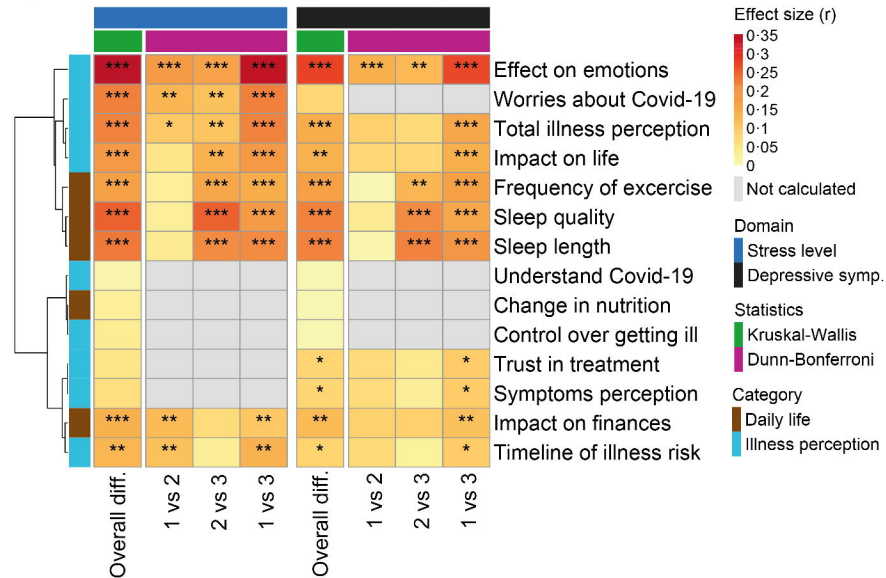 Effect size (r)
0·35
0·3
0·25
0·2
0·15
0·1
0·05
0
Not calculated
Domain
Stress level
Depressive symp.
Statistics
Kruskal-Wallis
Dunn-Bonferroni
Category
Daily life
Illness perception
*** *** *** *** *** *** ** *** Effect on emotions
*** ** ** *** Worries about Covid-19
*** * ** *** *** *** Total illness perception
*** ** *** ** *** Impact on life
*** *** *** *** ** *** Frequency of excercise
*** *** *** *** *** *** Sleep quality
*** *** *** *** *** *** Sleep length
Understand Covid-19
Change in nutrition
Control over getting ill
* * Trust in treatment
* * Symptoms perception
*** ** ** ** ** Impact on finances
** ** ** * * Timeline of illness risk
Overall diff.
1 vs 2
2 vs 3
1 vs 3
Overall diff.
1 vs 2
2 vs 3
1 vs 3